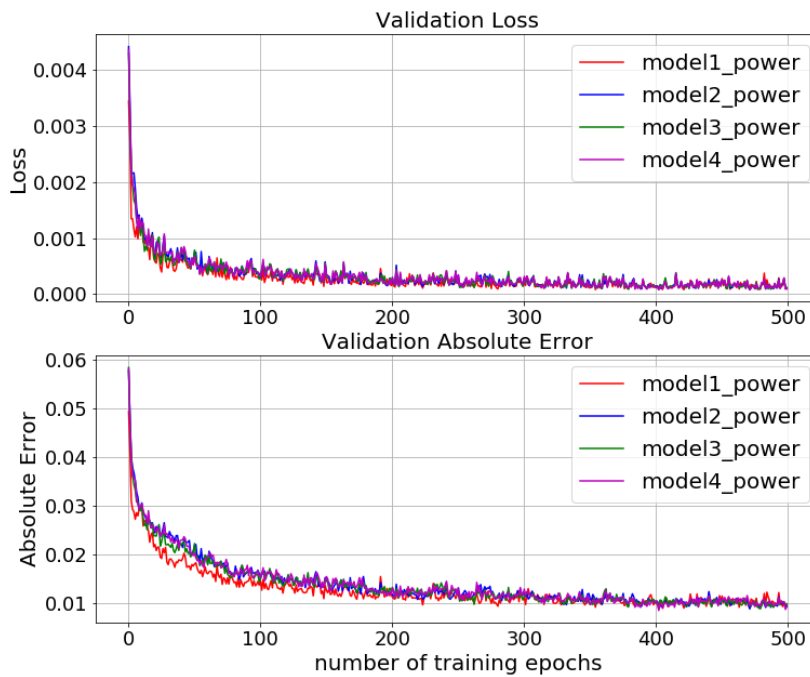 Validation Loss
0.004
0.003
0.002
0.001
0.000
Loss
model1_power
model2_power
model3_power
model4_power
0 100 200 300 400 500
Validation Absolute Error
0.06
0.05
0.04
0.03
0.02
0.01
Absolute Error
model1_power
model2_power
model3_power
model4_power
0 100 200 300 400 500
number of training epochs